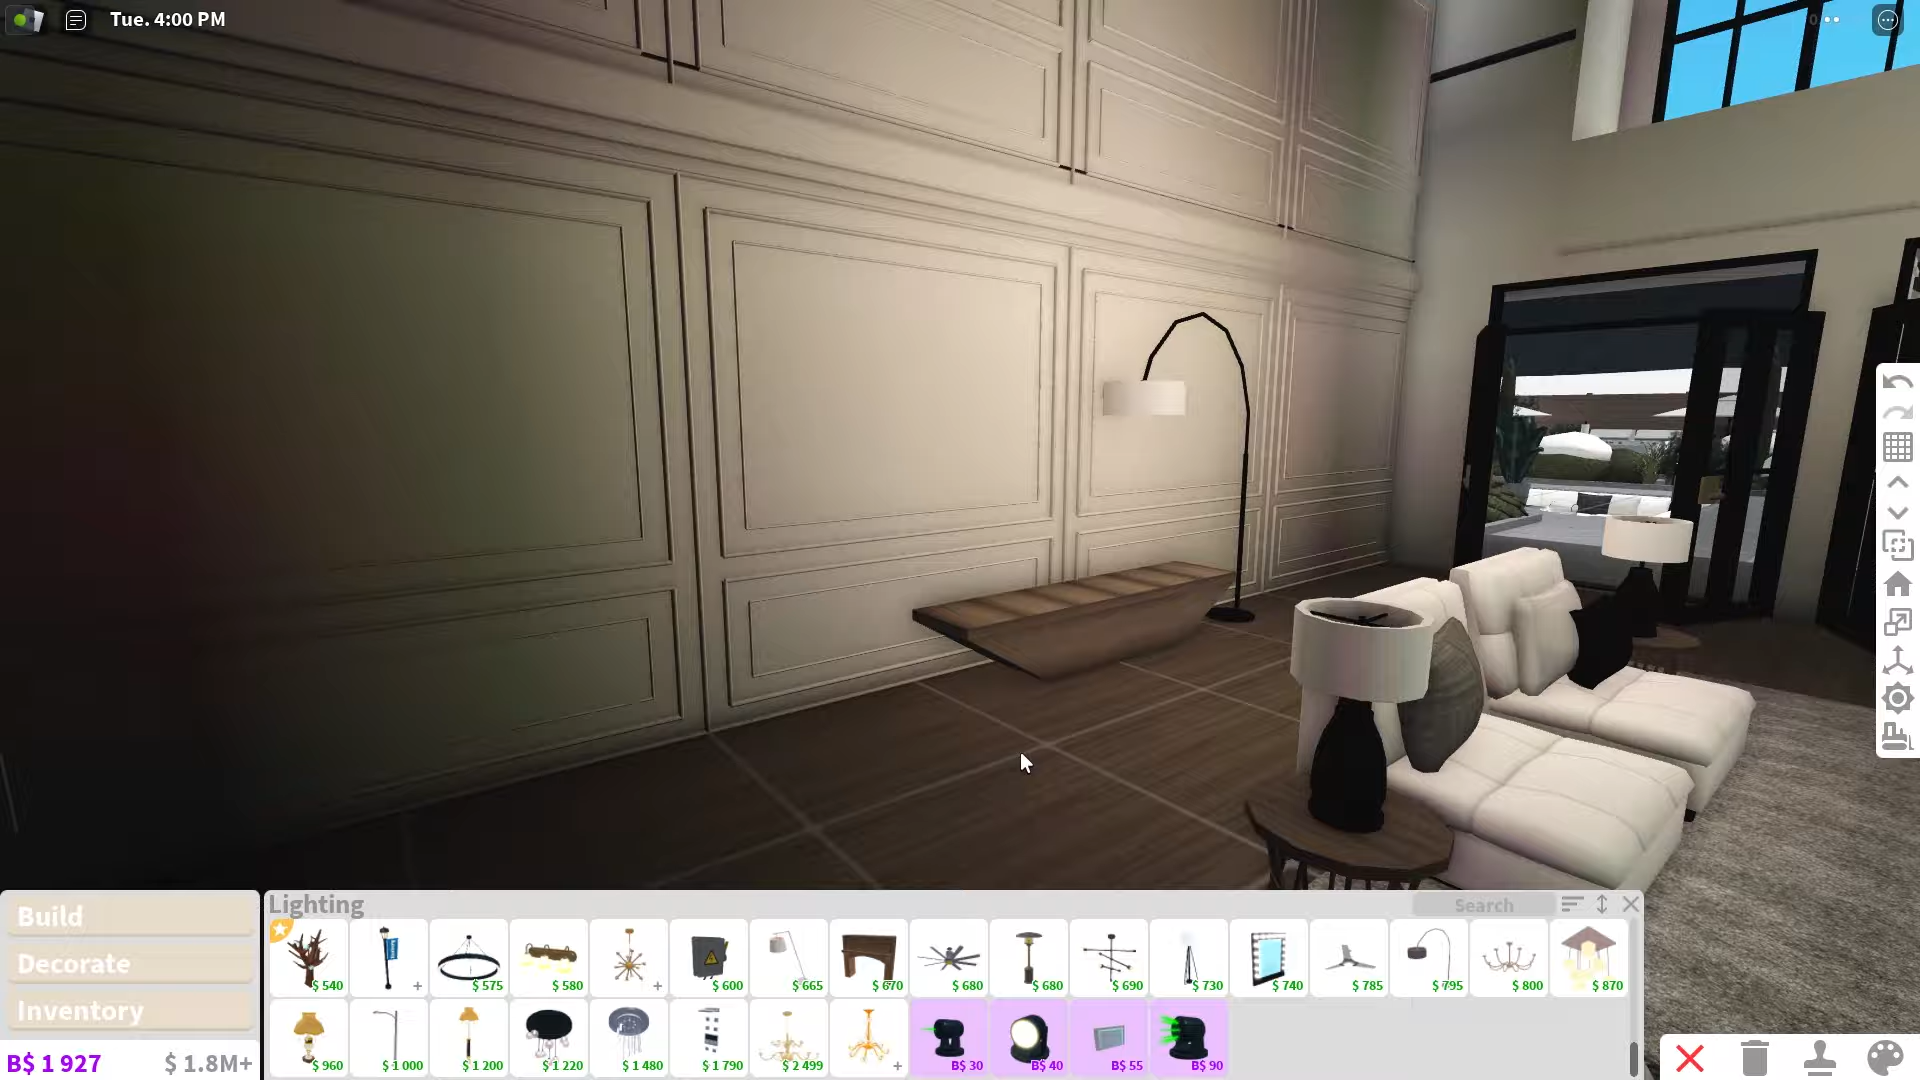 Tue. 4:00 PM
0
Build
Decorate
Inventory
B$ 1 927 $ 1.8M+
Lighting
Search
$ 540 + $ 575 $ 580 + $ 600 $ 665 $ 670 $ 680 $ 680 $ 690 $ 730 $ 740 $ 785 $ 795 $ 800 $ 870
$ 960 $ 1 000 $ 1 200 $ 1 220 $ 1 480 $ 1 790 $ 2 499 + B$ 30 B$ 40 B$ 55 B$ 90